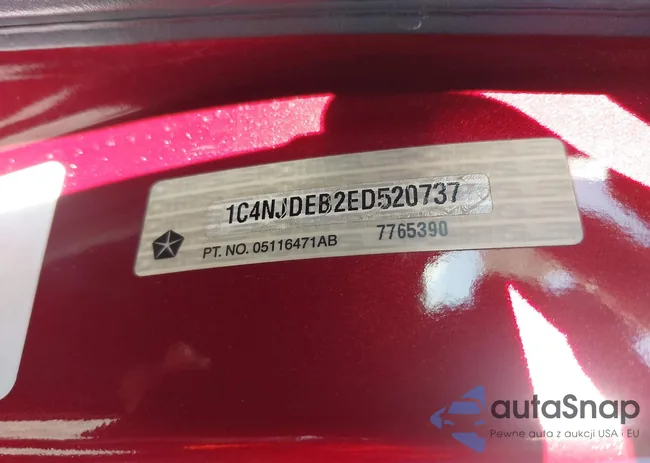 1C4NJDEB2ED520737
PT. NO. 05116471AB 7765390
autaSnap
Pewne auta z aukcji USA i EU